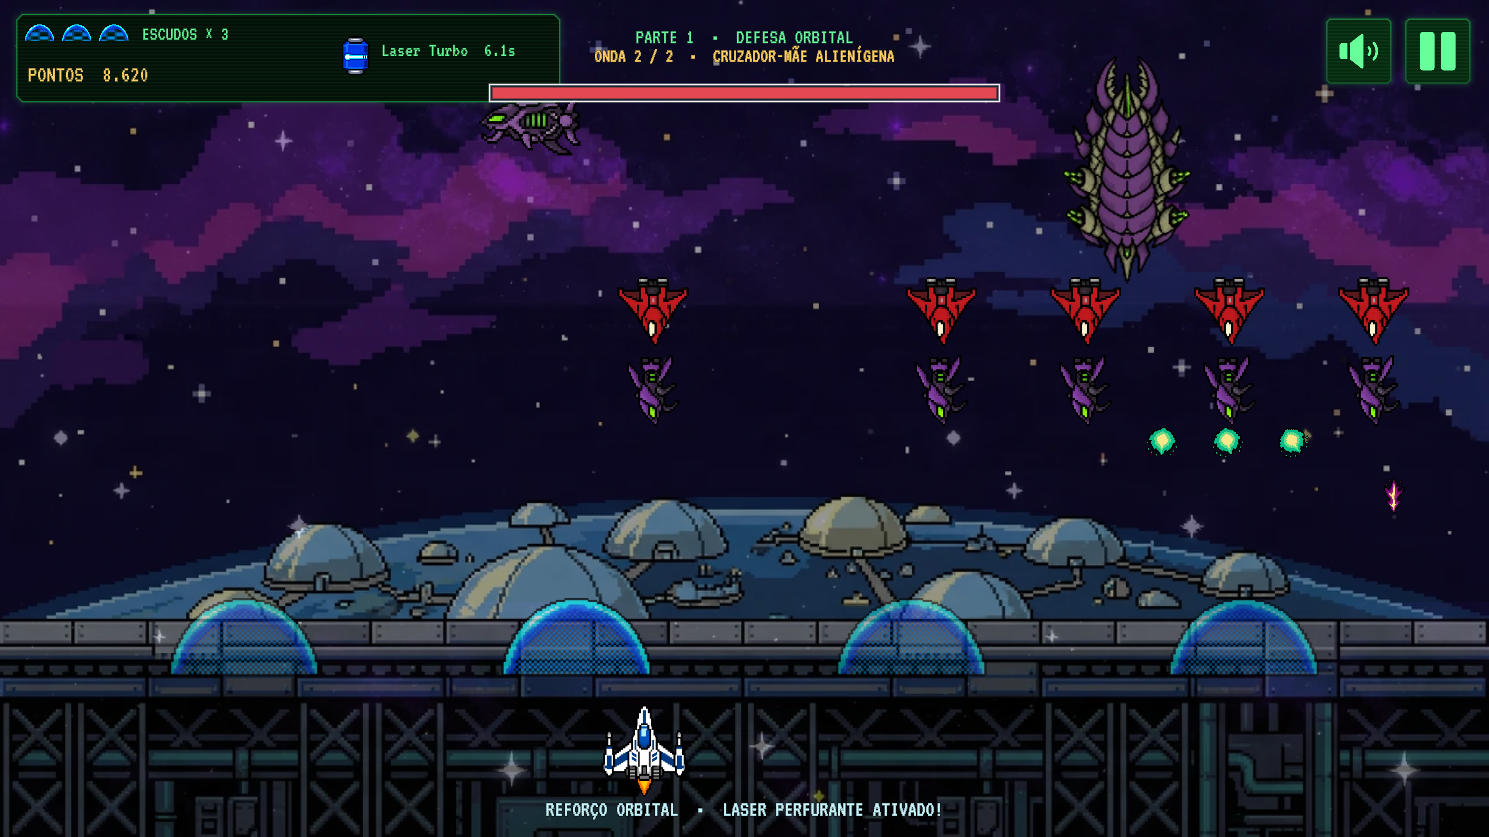 ESCUDOS X 3
Laser Turbo 6.1s
PONTOS 8.620
PARTE 1 • DEFESA ORBITAL
ONDA 2 / 2 • CRUZADOR-MÃE ALIENÍGENA
REFORÇO ORBITAL • LASER PERFURANTE ATIVADO!